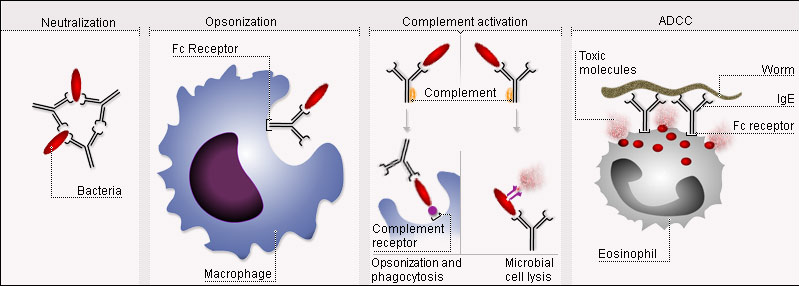 Neutralization
Bacteria
Opsonization
Fc Receptor
Macrophage
Complement activation
Complement
Complement
receptor
Opsonization and
phagocytosis
Microbial
cell lysis
ADCC
Toxic
molecules
Worm
IgE
Fc receptor
Eosinophil